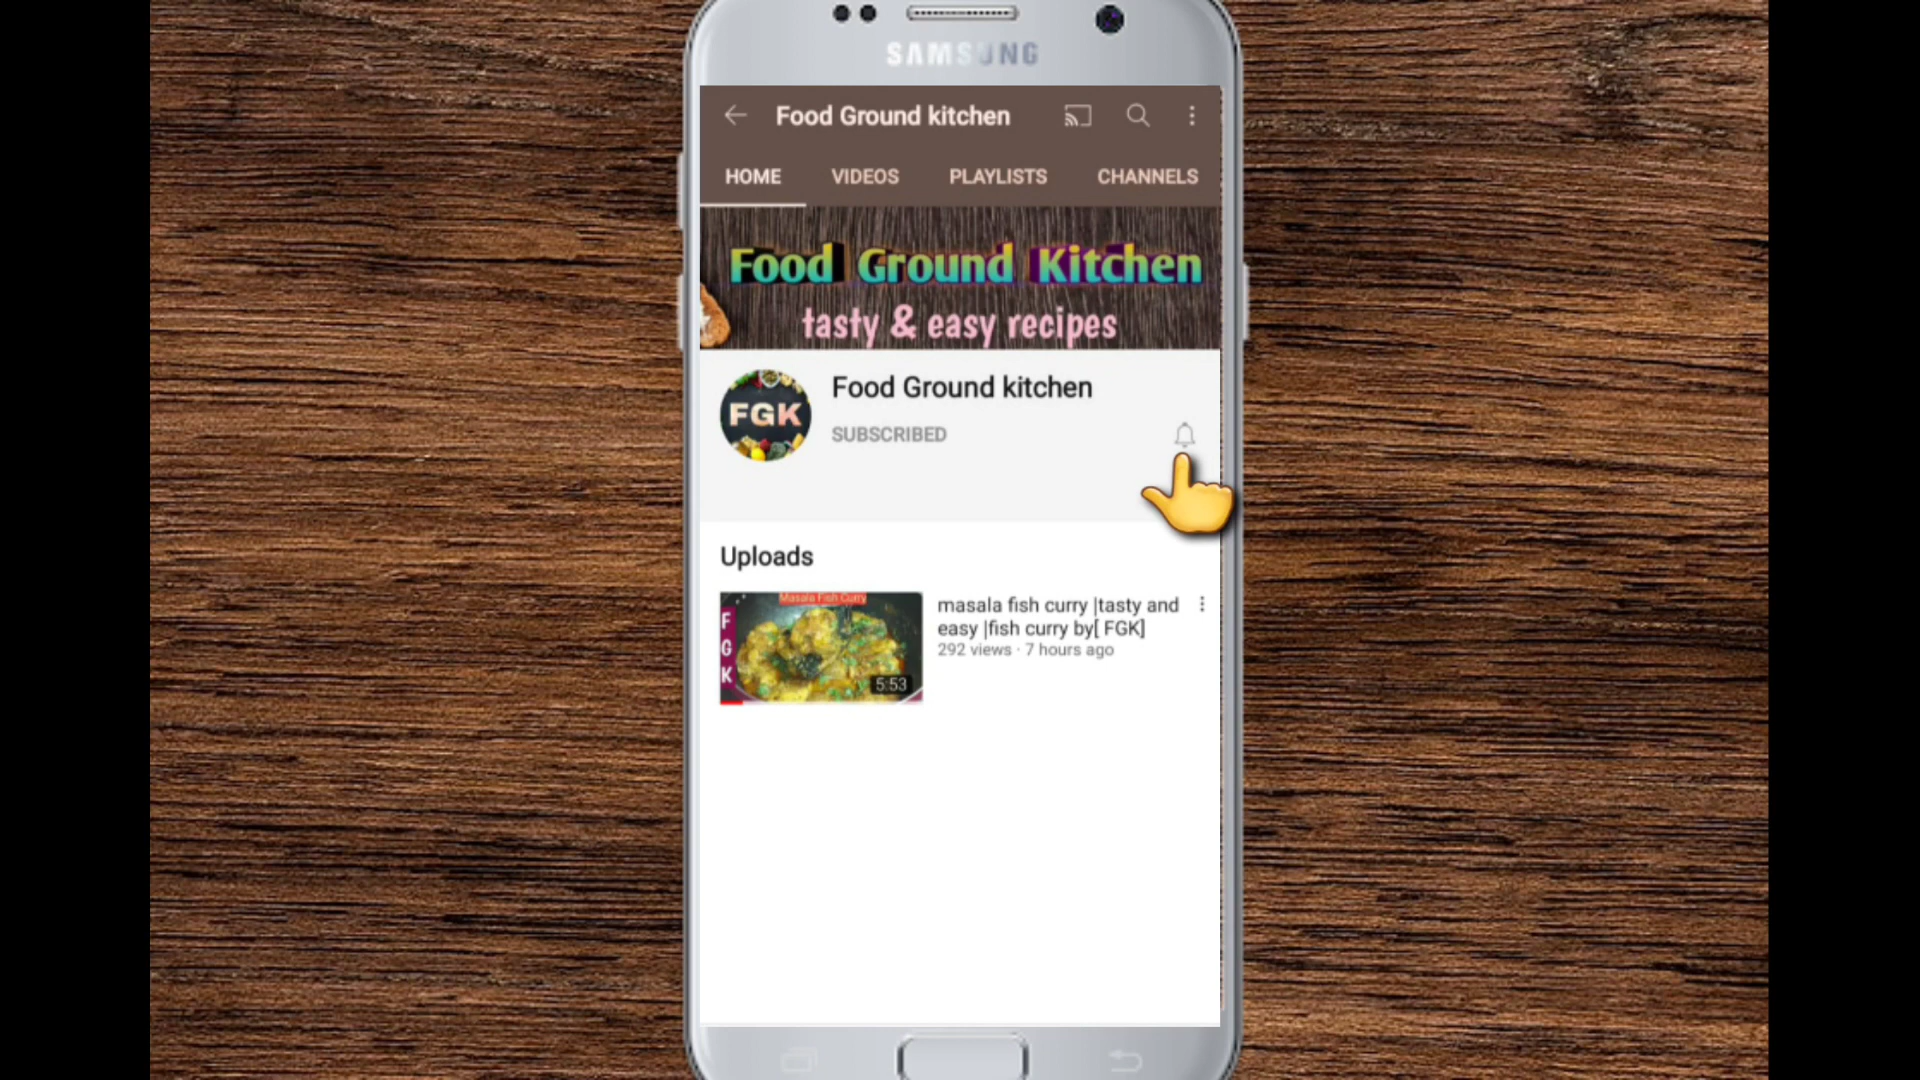 SAMSUNG
Food Ground kitchen
HOME VIDEOS PLAYLISTS CHANNELS
Food Ground Kitchen
tasty & easy recipes
FGK
Food Ground kitchen
SUBSCRIBED
Uploads
Masala Fish Curry
F
G
K
5:53
masala fish curry |tasty and
easy |fish curry by[ FGK]
292 views · 7 hours ago